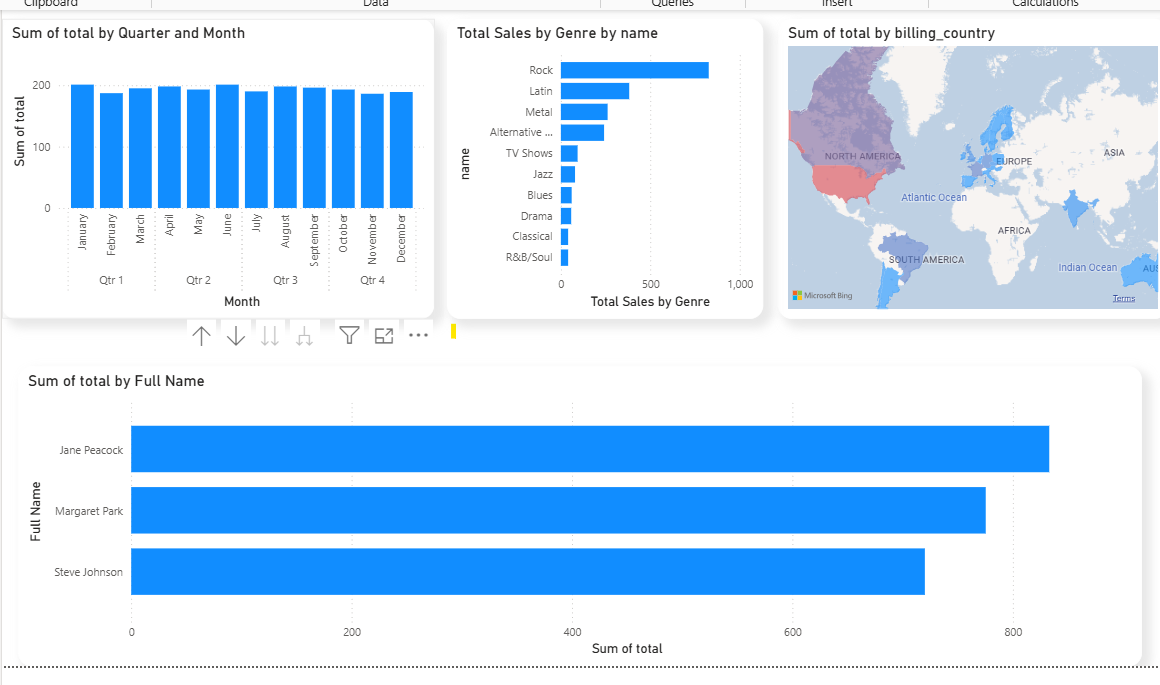 Clipboard
Data
Queries
Insert
Calculations
Sum of total by Quarter and Month
Sum of total
200
100
0
January
February
March
April
May
June
July
August
September
October
November
December
Qtr 1
Qtr 2
Qtr 3
Qtr 4
Month
Total Sales by Genre by name
name
Rock
Latin
Metal
Alternative ...
TV Shows
Jazz
Blues
Drama
Classical
R&B/Soul
0
500
1,000
Total Sales by Genre
Sum of total by billing_country
NORTH AMERICA
EUROPE
ASIA
Atlantic Ocean
AFRICA
SOUTH AMERICA
Indian Ocean
AUS
Microsoft Bing
Terms
Sum of total by Full Name
Full Name
Jane Peacock
Margaret Park
Steve Johnson
0
200
400
600
800
Sum of total